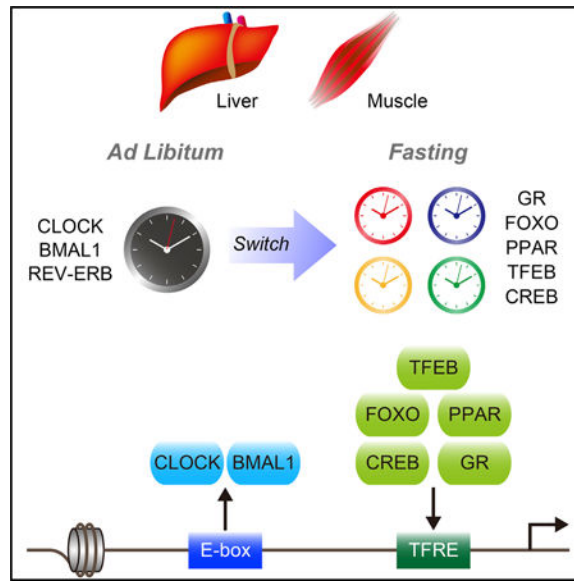 Liver
Muscle
Ad Libitum
Fasting
CLOCK
BMAL1
REV-ERB
Switch
GR
FOXO
PPAR
TFEB
CREB
TFEB
FOXO
PPAR
CLOCK
BMAL1
CREB
GR
E-box
TFRE